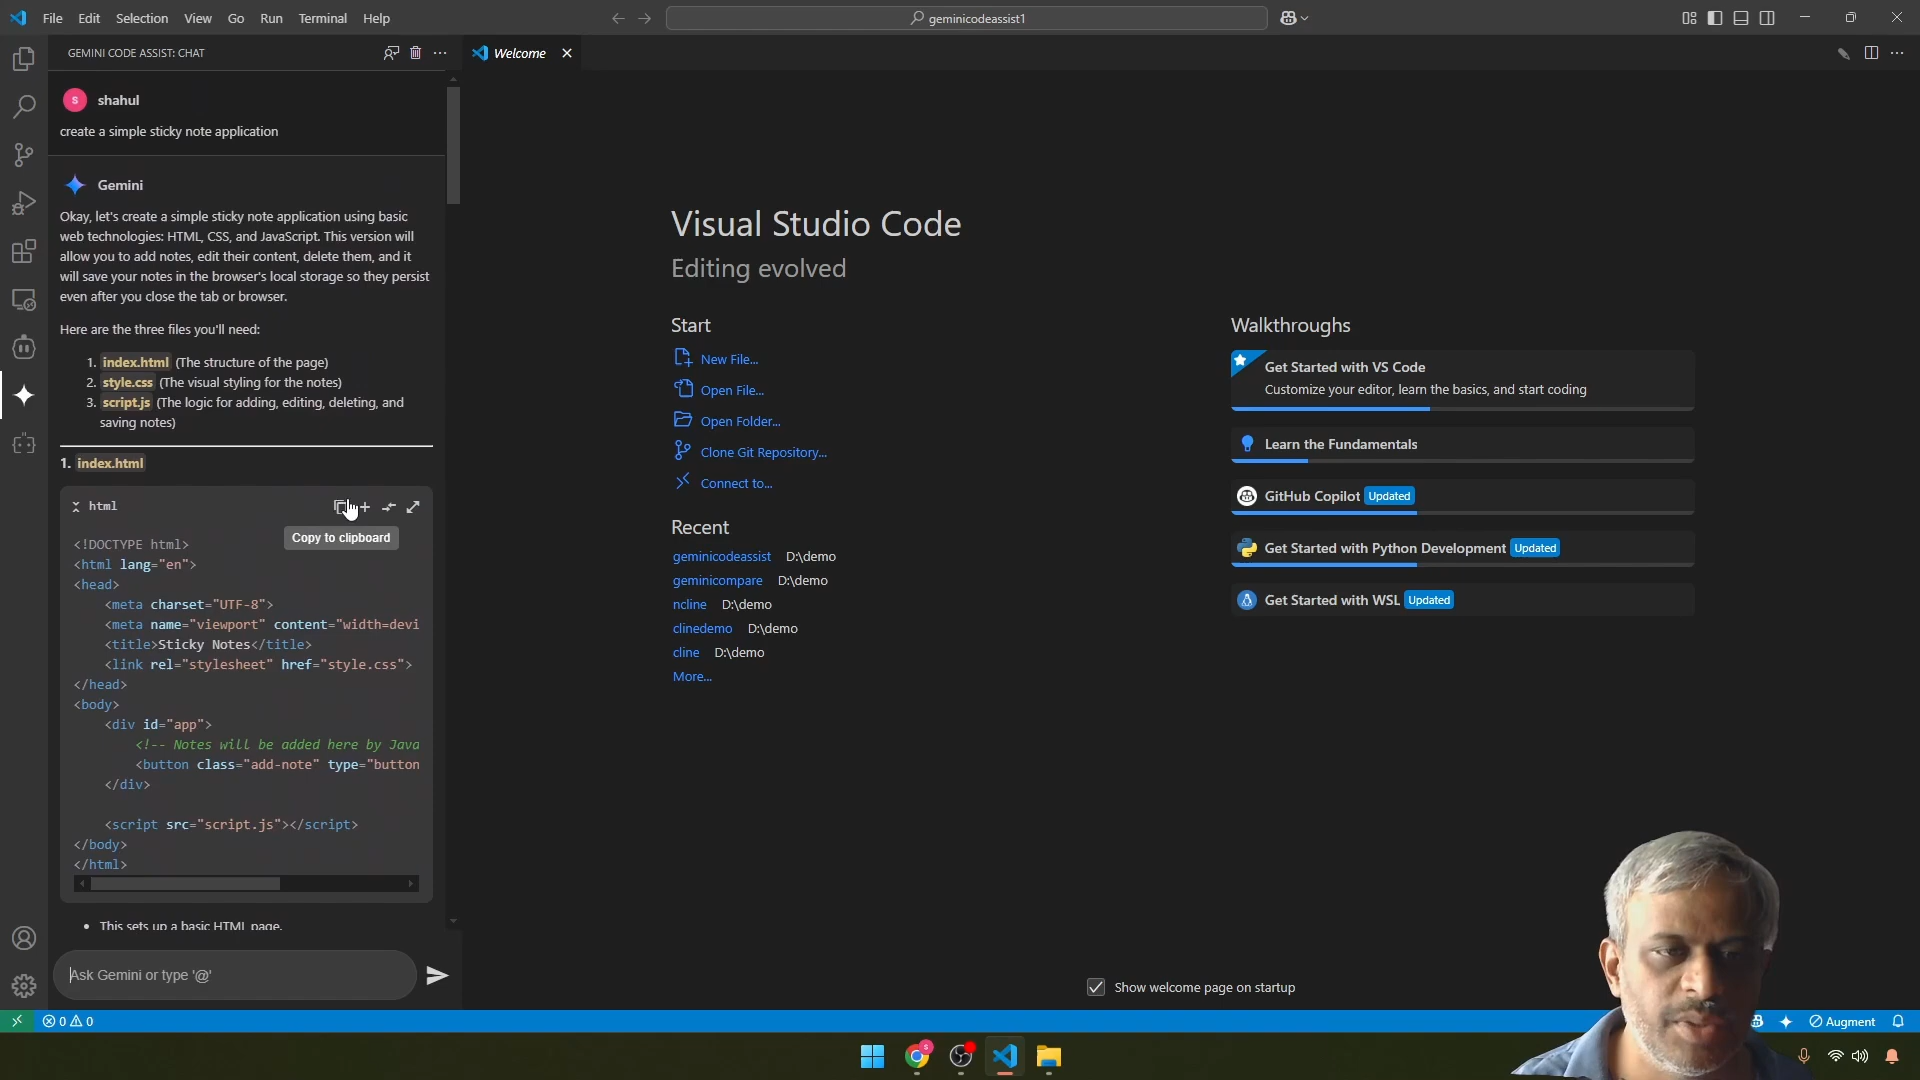 File Edit Selection View Go Run Terminal Help
geminicodeassist1
GEMINI CODE ASSIST: CHAT
Welcome
S shahul
create a simple sticky note application
Gemini
Okay, let's create a simple sticky note application using basic
web technologies: HTML, CSS, and JavaScript. This version will
allow you to add notes, edit their content, delete them, and it
will save your notes in the browser's local storage so they persist
even after you close the tab or browser.
Here are the three files you'll need:
1. index.html (The structure of the page)
2. style.css (The visual styling for the notes)
3. script.js (The logic for adding, editing, deleting, and
saving notes)
1. index.html
html
Copy to clipboard
<!DOCTYPE html>
<html lang="en">
<head>
<meta charset="UTF-8">
<meta name="viewport" content="width=devi
<title>Sticky Notes</title>
<link rel="stylesheet" href="style.css">
</head>
<body>
<div id="app">
<!-- Notes will be added here by Java
<button class="add-note" type="button
</div>
<script src="script.js"></script>
</body>
</html>
• This sets up a basic HTML page.
Ask Gemini or type '@'
Visual Studio Code
Editing evolved
Start
New File...
Open File...
Open Folder...
Clone Git Repository...
Connect to...
Recent
geminicodeassist D:\demo
geminicompare D:\demo
ncline D:\demo
clinedemo D:\demo
cline D:\demo
More...
Walkthroughs
Get Started with VS Code
Customize your editor, learn the basics, and start coding
Learn the Fundamentals
GitHub Copilot Updated
Get Started with Python Development Updated
Get Started with WSL Updated
Show welcome page on startup
0 0
Augment
S